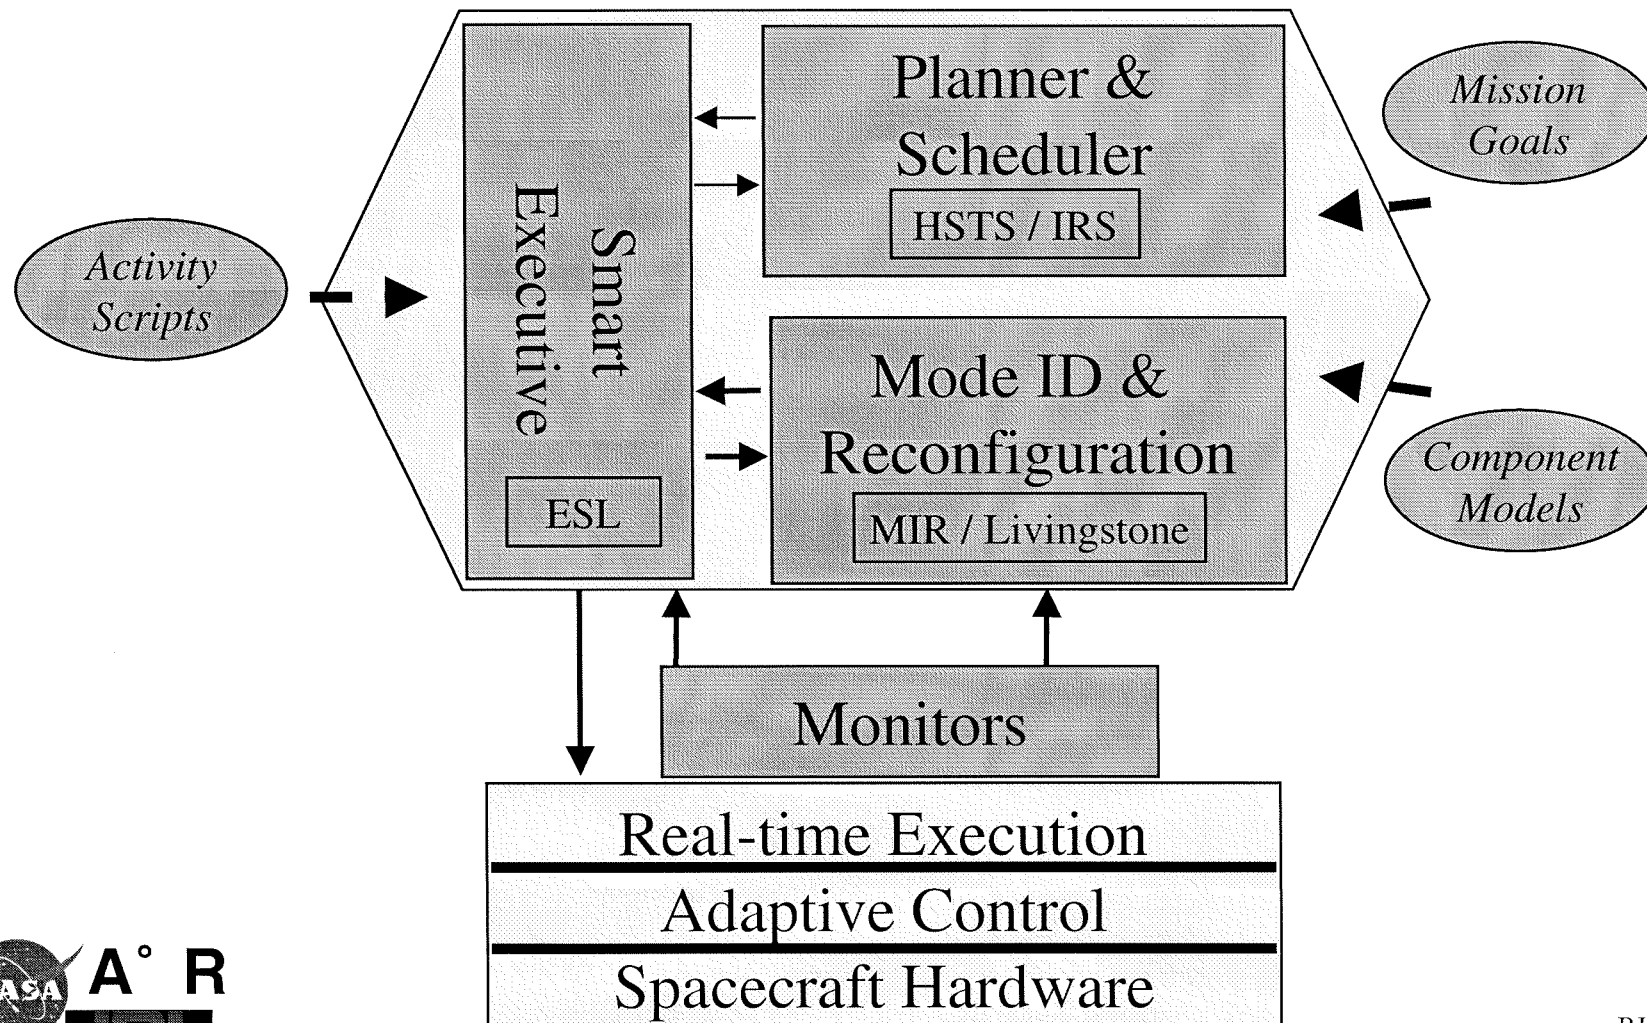 Planner &
Scheduler
HSTS / IRS
Mission
Goals
Smart
Executive
ESL
Activity
Scripts
Mode ID &
Reconfiguration
MIR / Livingstone
Component
Models
Monitors
Real-time Execution
Adaptive Control
Spacecraft Hardware
NASA
A° R